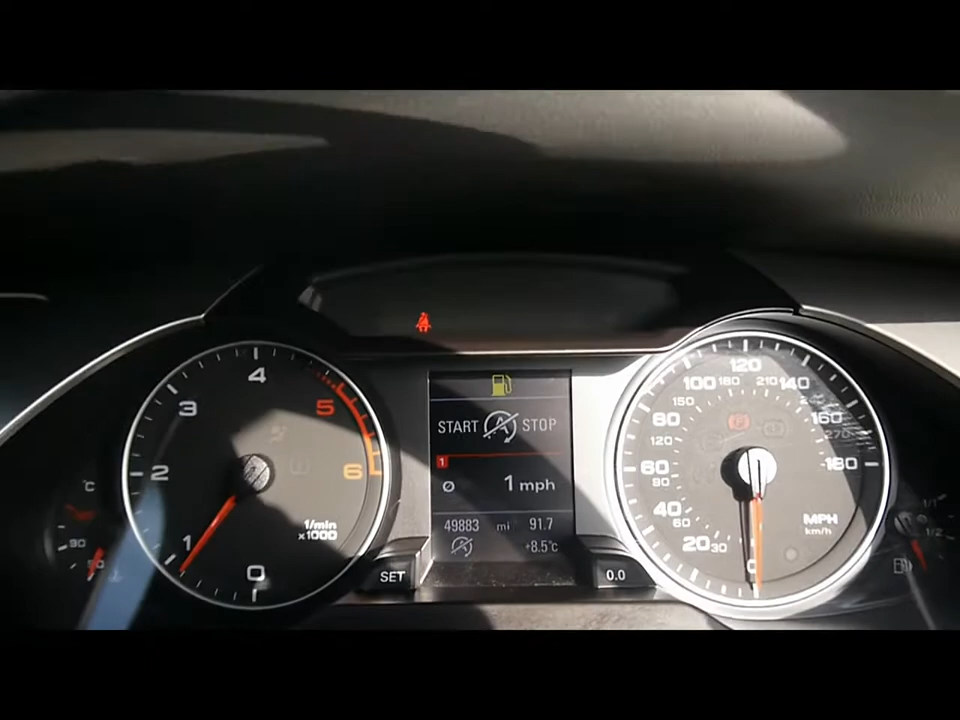 4
3
5
2
6
1
0
1/min
x1000
°C
90
START A STOP
1
Ø 1 mph
49883 mi 91.7
+8.5°C
SET
0.0
120
100 180 210 140
150
80 160
120 270
60 180
90
40
60
20 30
0
MPH
km/h
1/1
1/2